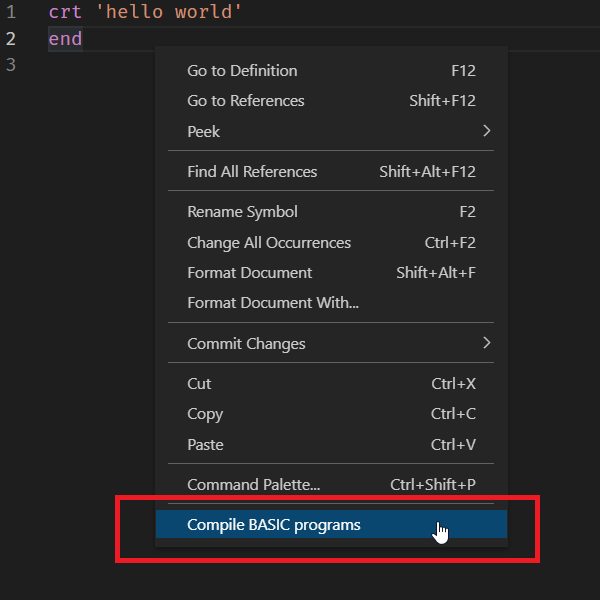 1 crt 'hello world'
2 end
3
Go to Definition F12
Go to References Shift+F12
Peek
Find All References Shift+Alt+F12
Rename Symbol F2
Change All Occurrences Ctrl+F2
Format Document Shift+Alt+F
Format Document With...
Commit Changes
Cut Ctrl+X
Copy Ctrl+C
Paste Ctrl+V
Command Palette... Ctrl+Shift+P
Compile BASIC programs